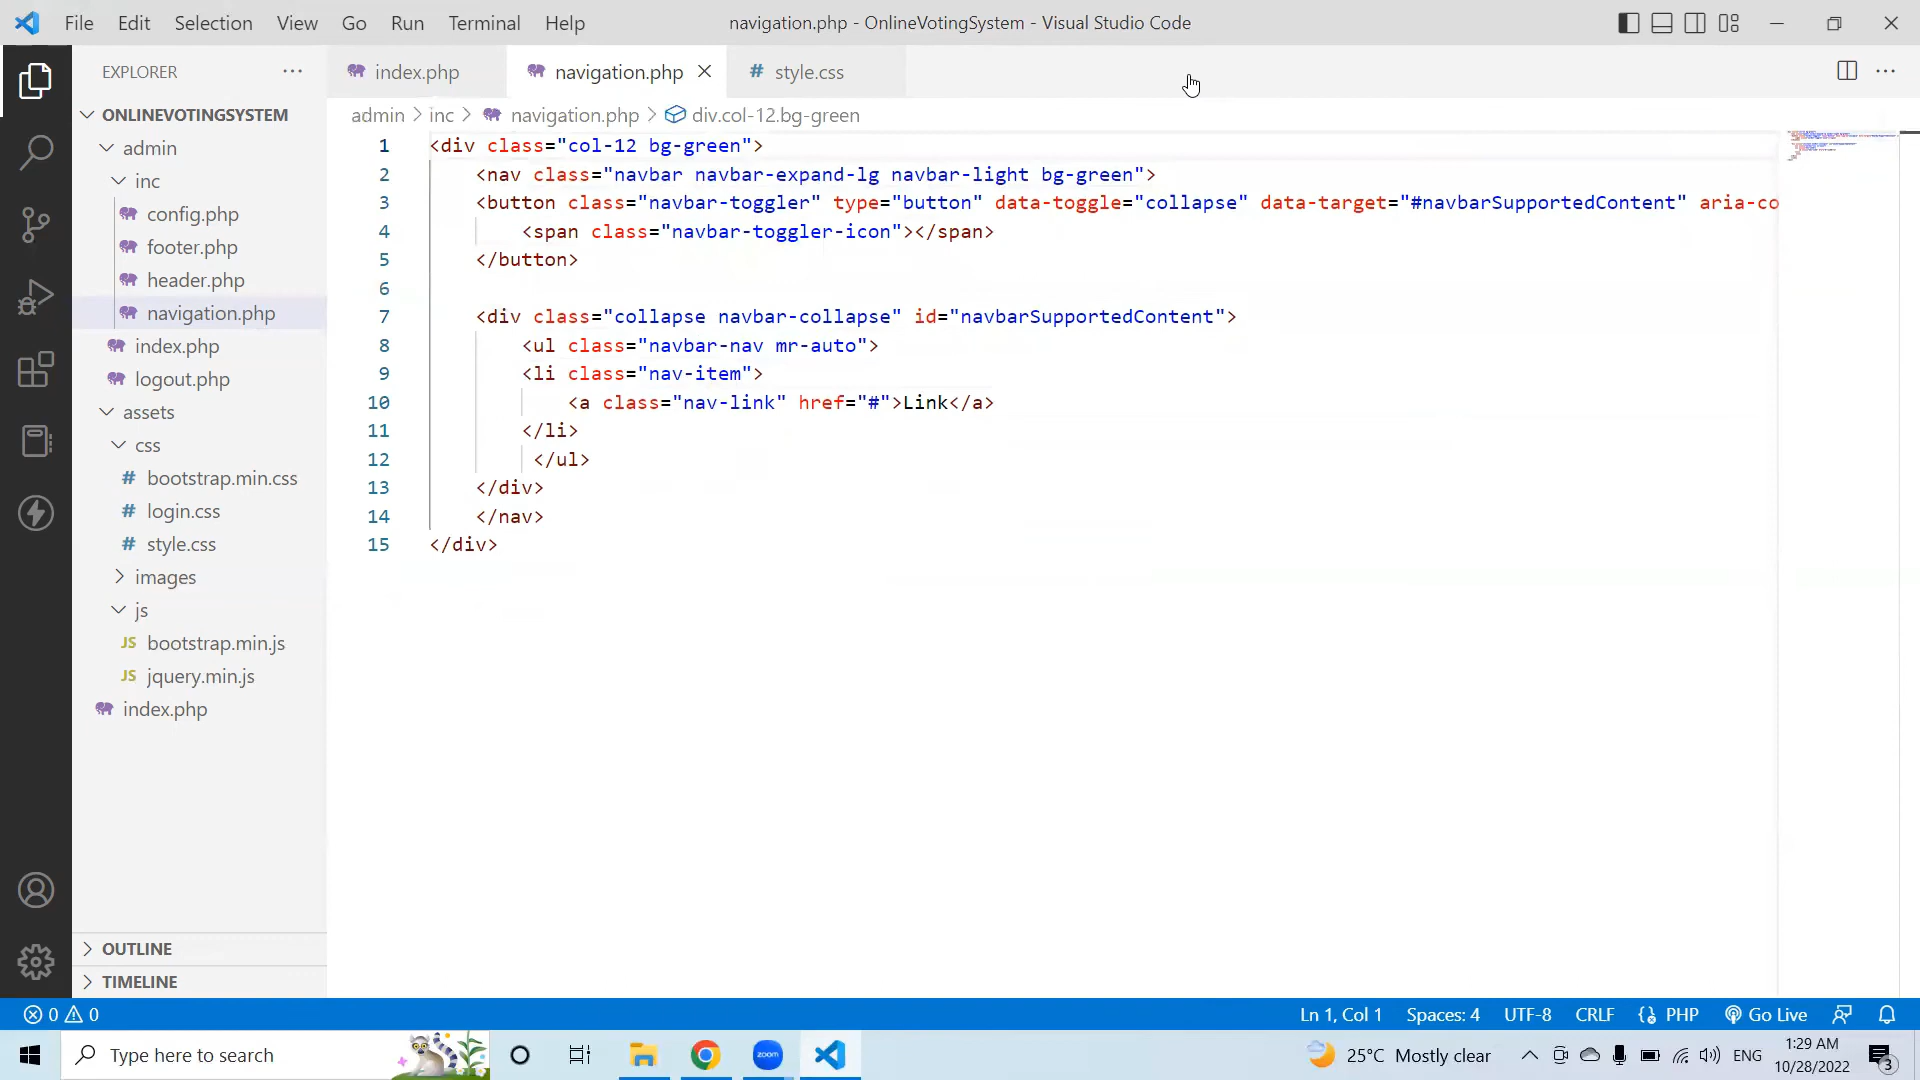 File Edit Selection View Go Run Terminal Help
navigation.php - OnlineVotingSystem - Visual Studio Code
EXPLORER
ONLINEVOTINGSYSTEM
admin
inc
config.php
footer.php
header.php
navigation.php
index.php
logout.php
assets
css
# bootstrap.min.css
# login.css
# style.css
images
js
JS bootstrap.min.js
JS jquery.min.js
index.php
OUTLINE
TIMELINE
index.php navigation.php # style.css
admin > inc > navigation.php > div.col-12.bg-green
1 <div class="col-12 bg-green">
2 <nav class="navbar navbar-expand-lg navbar-light bg-green">
3 <button class="navbar-toggler" type="button" data-toggle="collapse" data-target="#navbarSupportedContent" aria-co
4 <span class="navbar-toggler-icon"></span>
5 </button>
6
7 <div class="collapse navbar-collapse" id="navbarSupportedContent">
8 <ul class="navbar-nav mr-auto">
9 <li class="nav-item">
10 <a class="nav-link" href="#">Link</a>
11 </li>
12 </ul>
13 </div>
14 </nav>
15 </div>
0 0
Ln 1, Col 1 Spaces: 4 UTF-8 CRLF PHP Go Live
Type here to search
zoom
25°C Mostly clear
ENG
1:29 AM
10/28/2022
3